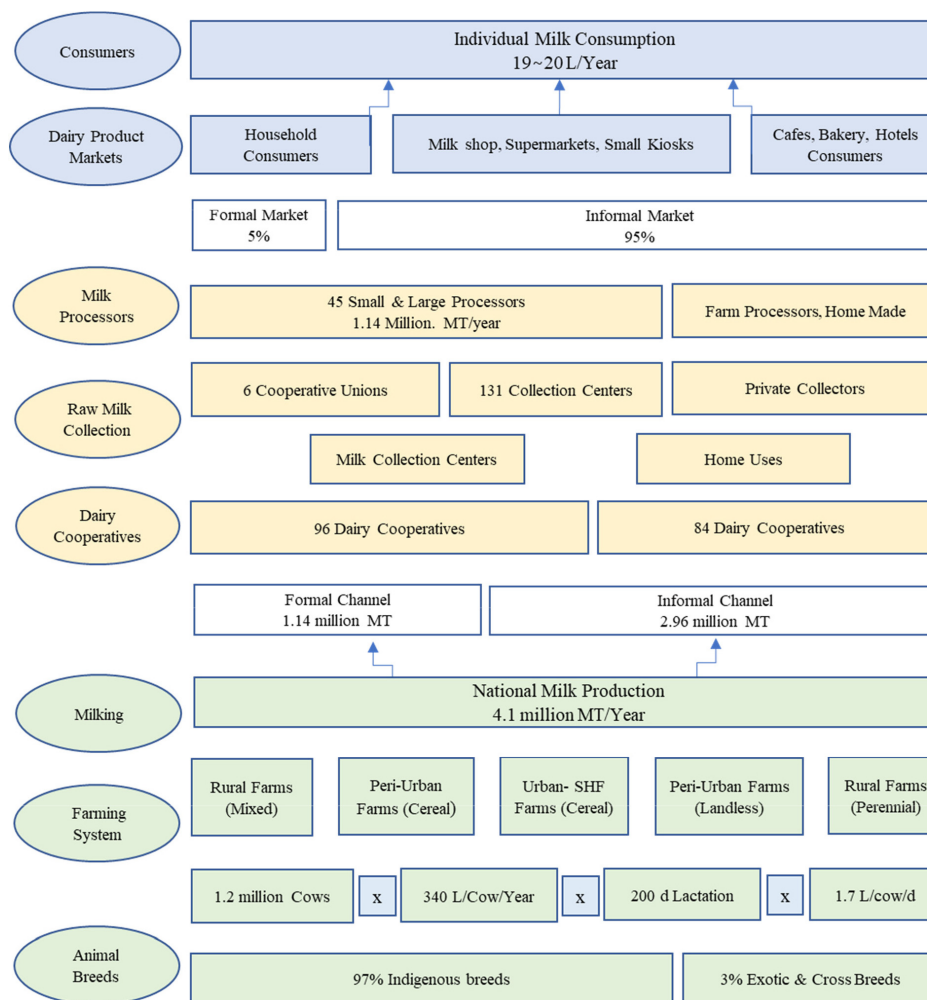 Consumers
Individual Milk Consumption
19~20 L/Year
Dairy Product
Markets
Household
Consumers
Milk shop, Supermarkets, Small Kiosks
Cafes, Bakery, Hotels
Consumers
Formal Market
5%
Informal Market
95%
Milk
Processors
45 Small & Large Processors
1.14 Million. MT/year
Farm Processors, Home Made
Raw Milk
Collection
6 Cooperative Unions
131 Collection Centers
Private Collectors
Milk Collection Centers
Home Uses
Dairy
Cooperatives
96 Dairy Cooperatives
84 Dairy Cooperatives
Formal Channel
1.14 million MT
Informal Channel
2.96 million MT
Milking
National Milk Production
4.1 million MT/Year
Farming
System
Rural Farms
(Mixed)
Peri-Urban
Farms (Cereal)
Urban- SHF
Farms (Cereal)
Peri-Urban Farms
(Landless)
Rural Farms
(Perennial)
1.2 million Cows
x
340 L/Cow/Year
x
200 d Lactation
x
1.7 L/cow/d
Animal
Breeds
97% Indigenous breeds
3% Exotic & Cross Breeds